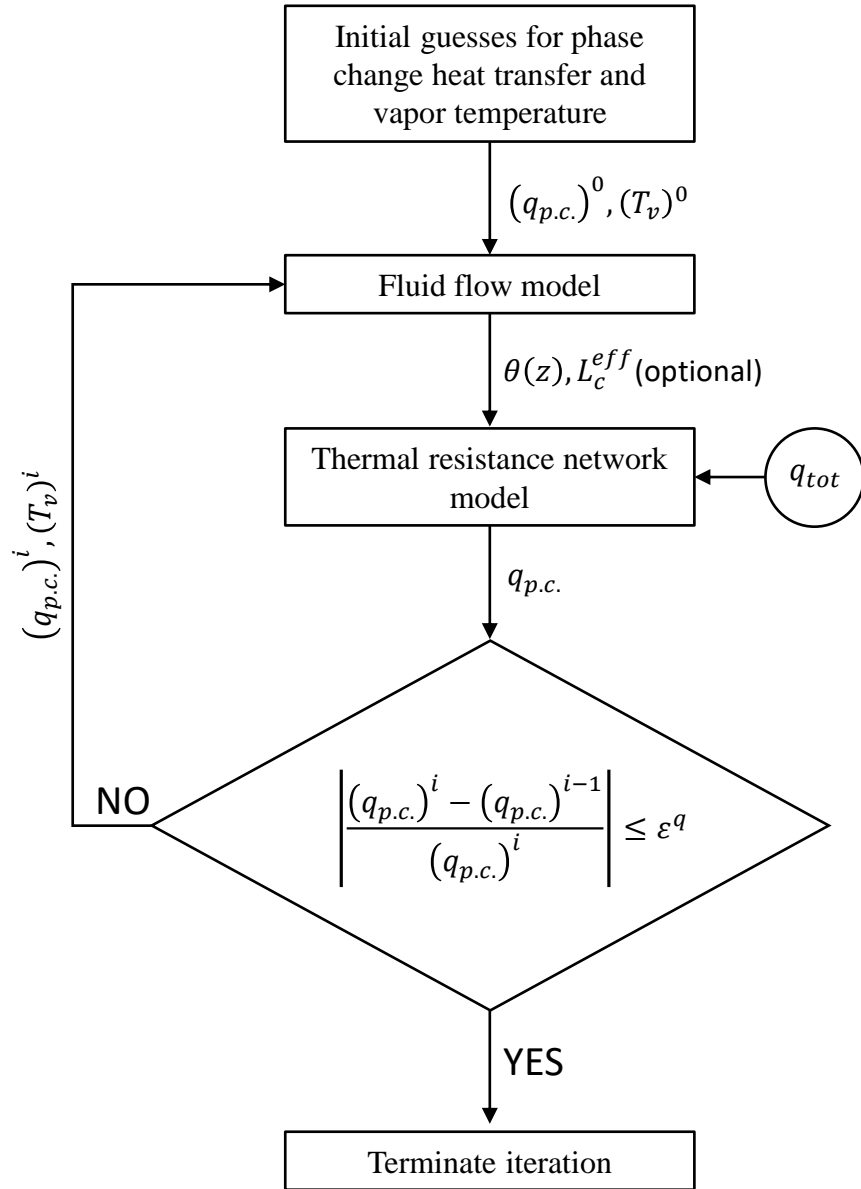 Initial guesses for phase
change heat transfer and
vapor temperature
(q_{p.c.})^0, (T_v)^0
Fluid flow model
θ(z), L_c^{eff} (optional)
Thermal resistance network
model
q_{tot}
q_{p.c.}
(q_{p.c.})^i, (T_v)^i
|((q_{p.c.})^i − (q_{p.c.})^{i−1}) / (q_{p.c.})^i| ≤ ε^q
NO
YES
Terminate iteration